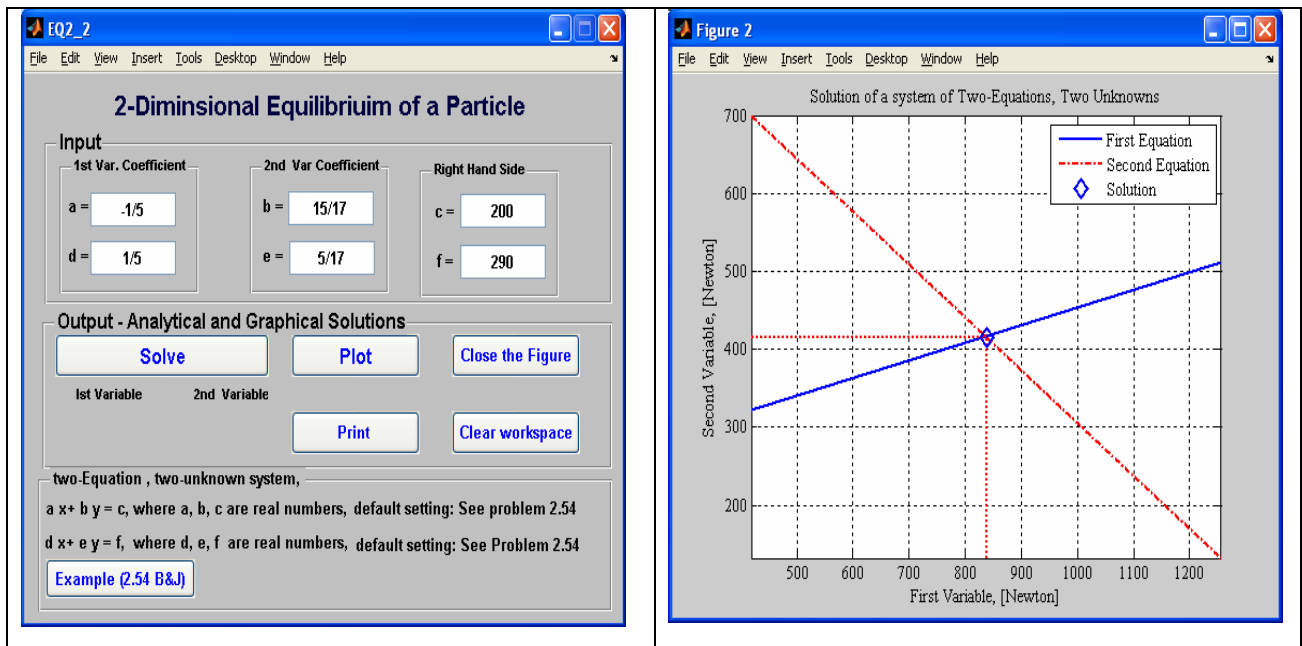 EQ2_2
File Edit View Insert Tools Desktop Window Help
2-Diminsional Equilibriuim of a Particle
Input
1st Var. Coefficient
2nd Var Coefficient
Right Hand Side
a = -1/5
b = 15/17
c = 200
d = 1/5
e = 5/17
f = 290
Output - Analytical and Graphical Solutions
Solve Plot Close the Figure
Ist Variable 2nd Variable
Print Clear workspace
two-Equation , two-unknown system,
a x+ b y = c, where a, b, c are real numbers, default setting: See problem 2.54
d x+ e y = f, where d, e, f are real numbers, default setting: See Problem 2.54
Example (2.54 B&J)
Figure 2
File Edit View Insert Tools Desktop Window Help
Solution of a system of Two-Equations, Two Unknowns
First Equation
Second Equation
Solution
Second Variable, [Newton]
700
600
500
400
300
200
500 600 700 800 900 1000 1100 1200
First Variable, [Newton]